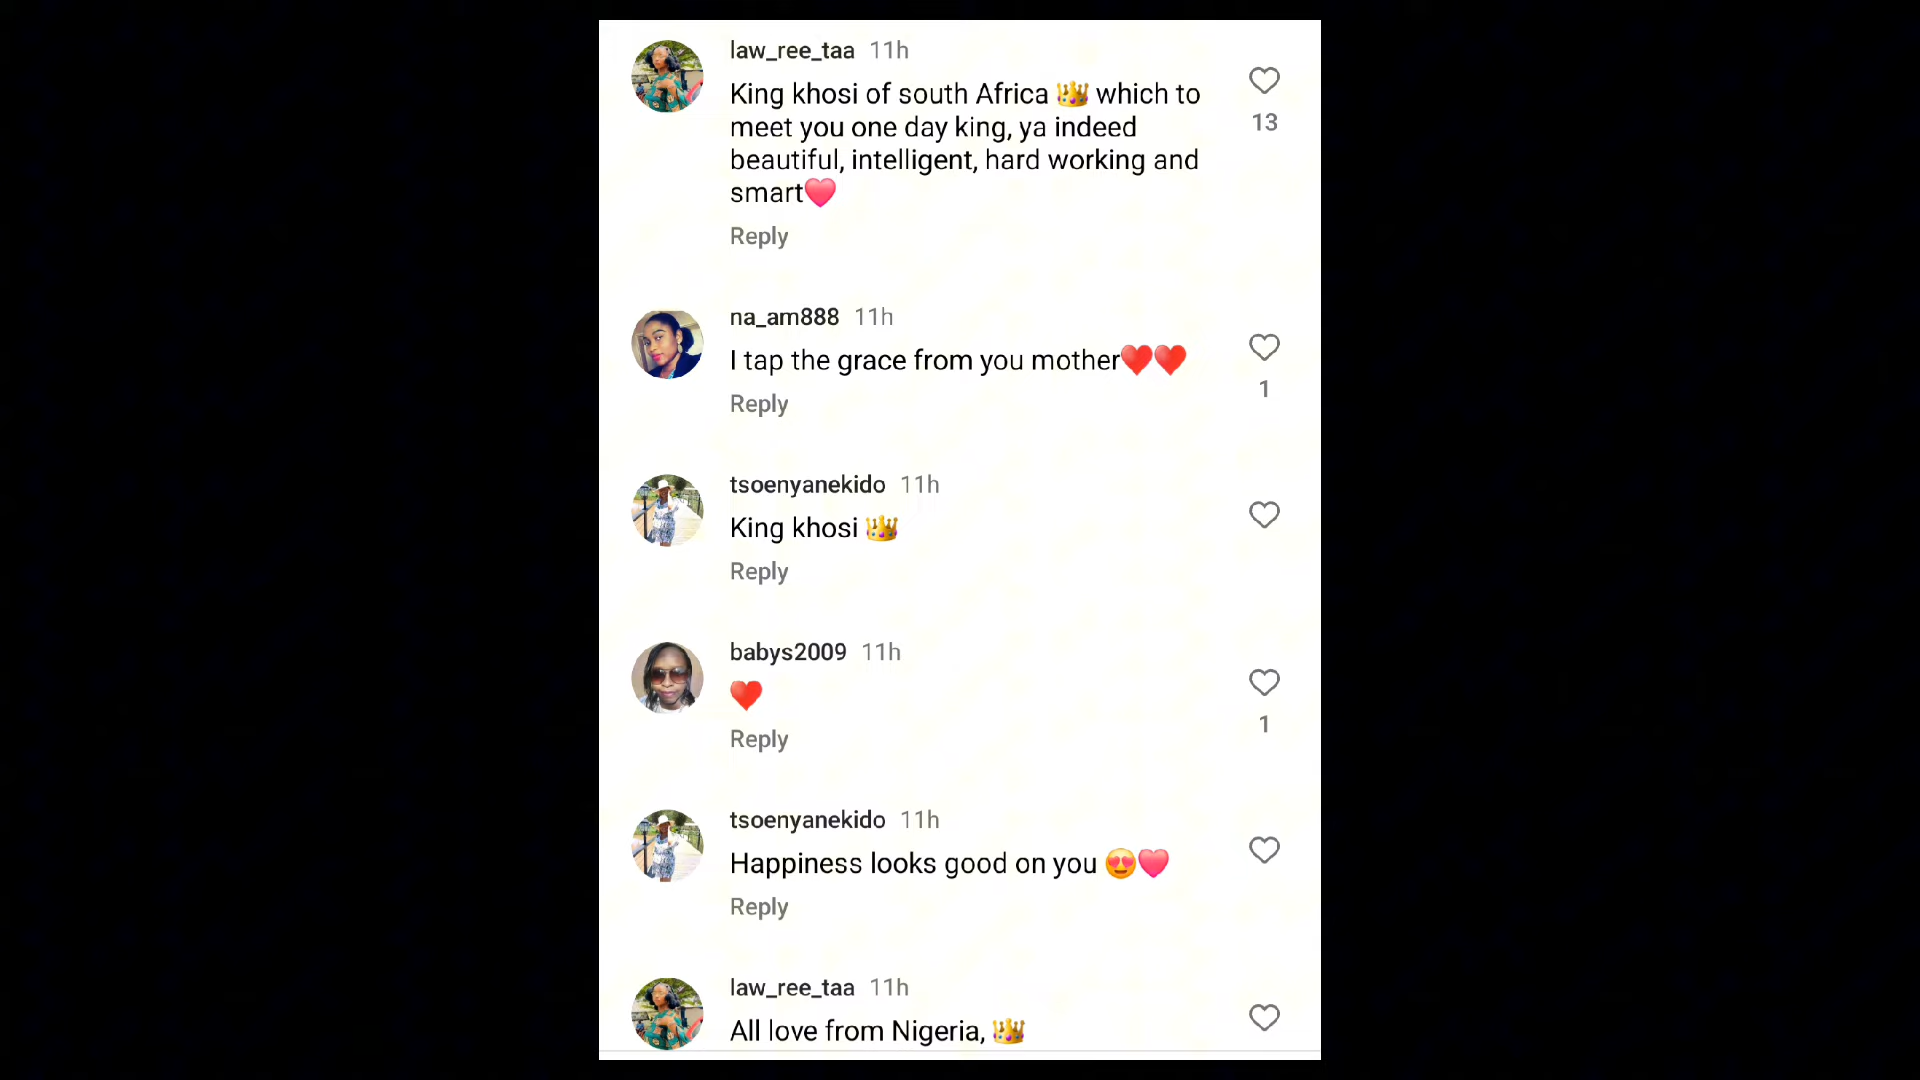 law_ree_taa 11h
King khosi of south Africa 👑 which to
meet you one day king, ya indeed
beautiful, intelligent, hard working and
smart❤️
13
Reply
na_am888 11h
I tap the grace from you mother♥️♥️
1
Reply
tsoenyanekido 11h
King khosi 👑
Reply
babys2009 11h
♥️
1
Reply
tsoenyanekido 11h
Happiness looks good on you 😍❤️
Reply
law_ree_taa 11h
All love from Nigeria, 👑